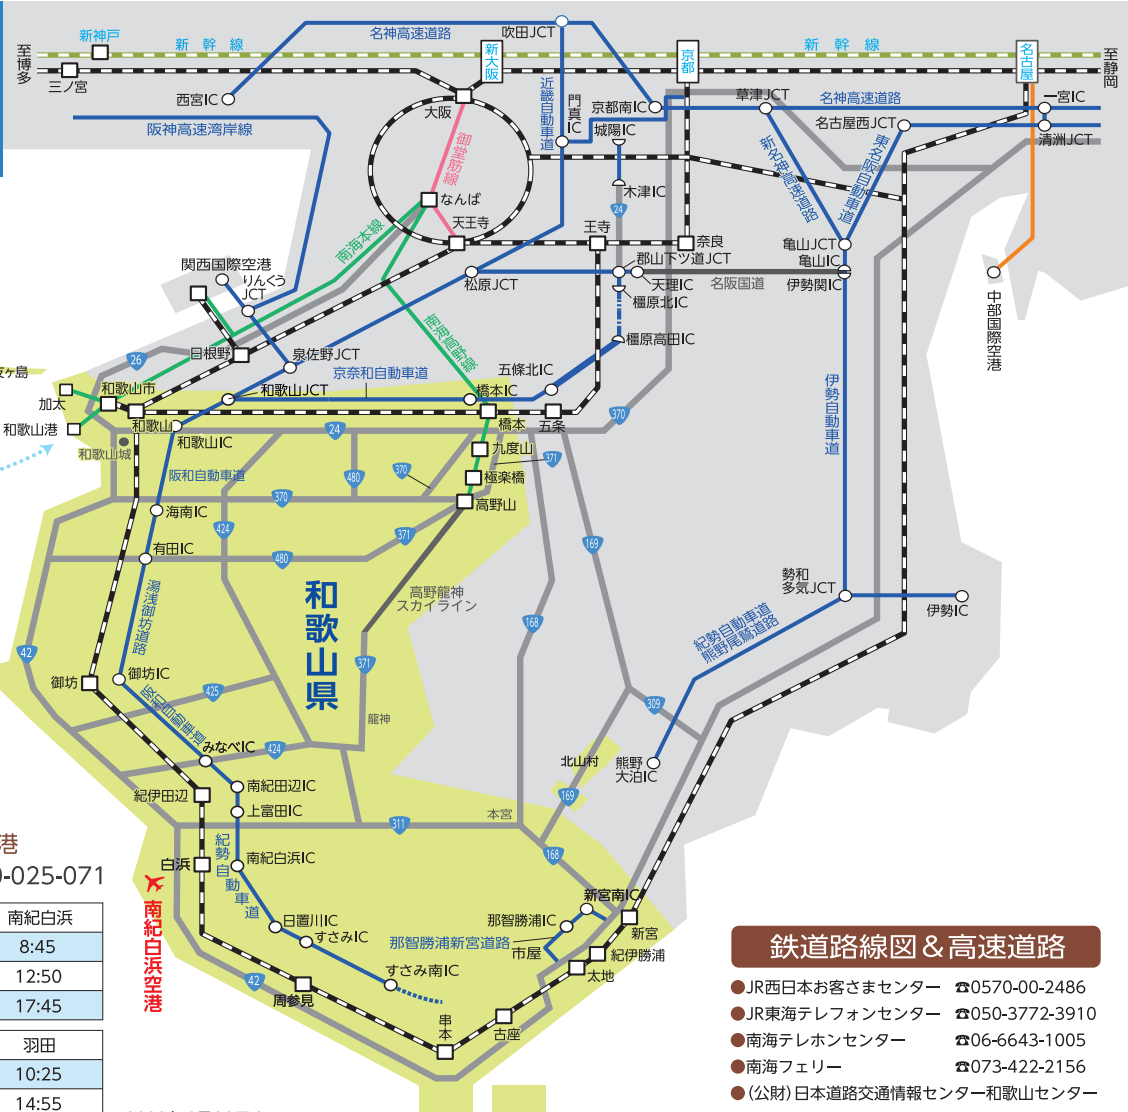 名神高速道路
吹田JCT
新神戸
新幹線
新大阪
京都
新幹線
名古屋
至博多
至静岡
三ノ宮
西宮IC
大阪
近畿自動車道
門真IC
京都南IC
草津JCT
名神高速道路
一宮IC
阪神高速湾岸線
御堂筋線
城陽IC
新名神高速道路
名古屋西JCT
東名阪自動車道
清洲JCT
木津IC
なんば
24
天王寺
王寺
奈良
亀山JCT
亀山IC
南海本線
郡山下ツ道JCT
関西国際空港
りんくうJCT
松原JCT
天理IC
名阪国道
伊勢関IC
橿原北IC
中部国際空港
南海高野線
橿原高田IC
日根野
泉佐野JCT
26
京奈和自動車道
五條北IC
伊勢自動車道
和歌山市
和歌山JCT
橋本IC
加太
和歌山港
和歌山
和歌山IC
24
橋本
五条
370
和歌山城
九度山
371
阪和自動車道
480
370
極楽橋
370
高野山
海南IC
424
371
169
有田IC
480
湯浅御坊道路
和歌山県
高野龍神
スカイライン
勢和
多気JCT
伊勢IC
168
紀勢自動車道
熊野尾鷲道路
42
371
御坊
御坊IC
425
309
阪和自動車道
龍神
みなべIC
424
北山村
熊野
大泊IC
紀伊田辺
南紀田辺IC
169
上富田IC
311
本宮
紀勢自動車道
168
白浜
南紀白浜IC
南紀白浜空港
新宮南IC
日置川IC
那智勝浦IC
新宮
すさみIC
那智勝浦新宮道路
市屋
紀伊勝浦
すさみ南IC
太地
42
周参見
串本
古座
港
-025-071
南紀白浜
8:45
12:50
17:45
羽田
10:25
14:55
鉄道路線図＆高速道路
●JR西日本お客さまセンター ☎0570-00-2486
●JR東海テレフォンセンター ☎050-3772-3910
●南海テレホンセンター ☎06-6643-1005
●南海フェリー ☎073-422-2156
●(公財)日本道路交通情報センター和歌山センター